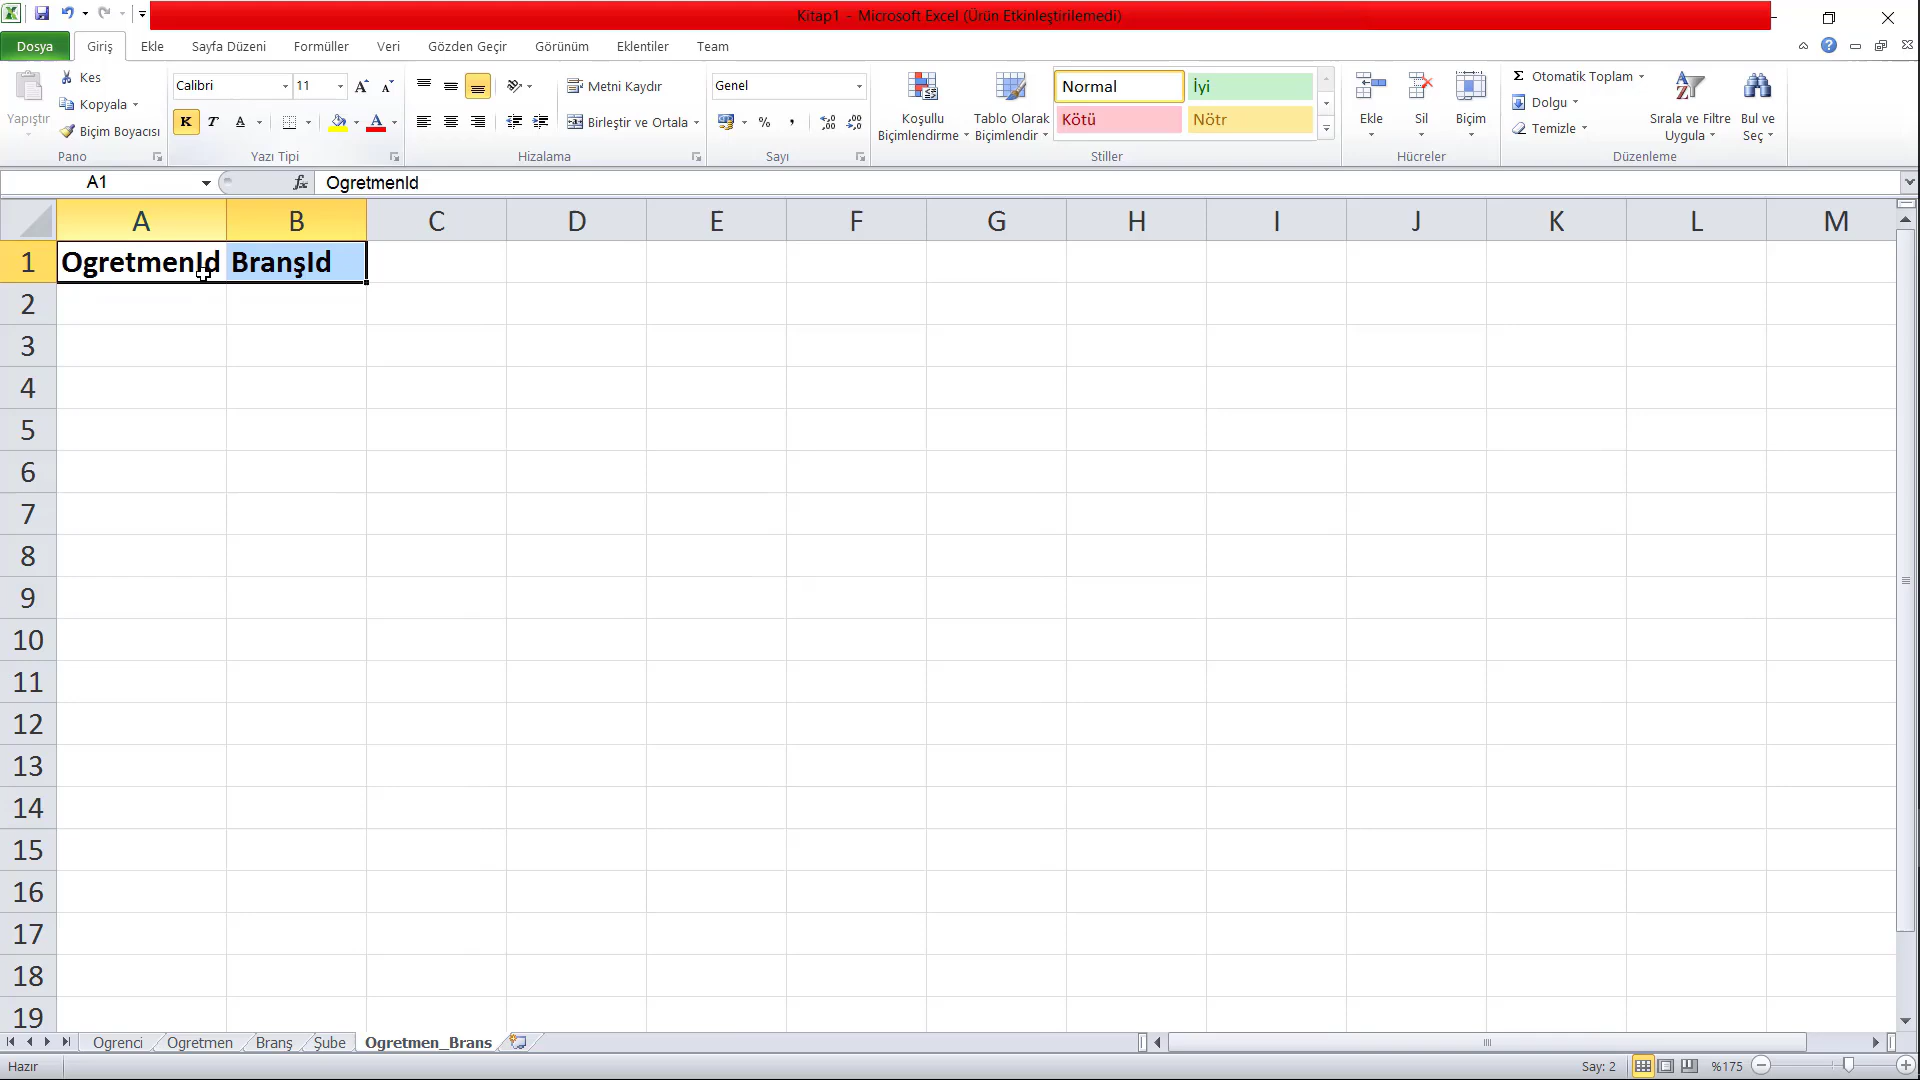 Kitap1 - Microsoft Excel (Ürün Etkinleştirilemedi)
Dosya Giriş Ekle Sayfa Düzeni Formüller Veri Gözden Geçir Görünüm Eklentiler Team
Yapıştır
Kes
Kopyala
Biçim Boyacısı
Pano
Calibri 11
K T A
Yazı Tipi
Metni Kaydır
Birleştir ve Ortala
Hizalama
Genel
%
Sayı
Koşullu Biçimlendirme
Tablo Olarak Biçimlendir
Normal İyi
Kötü Nötr
Stiller
Ekle Sil Biçim
Hücreler
Σ Otomatik Toplam
Dolgu
Temizle
Sırala ve Filtre Uygula
Bul ve Seç
Düzenleme
A1 fx OgretmenId
A B C D E F G H I J K L M
1 OgretmenId BranşId
2
3
4
5
6
7
8
9
10
11
12
13
14
15
16
17
18
19
Ogrenci Ogretmen Branş Şube Ogretmen_Brans
Hazır Say: 2 %175